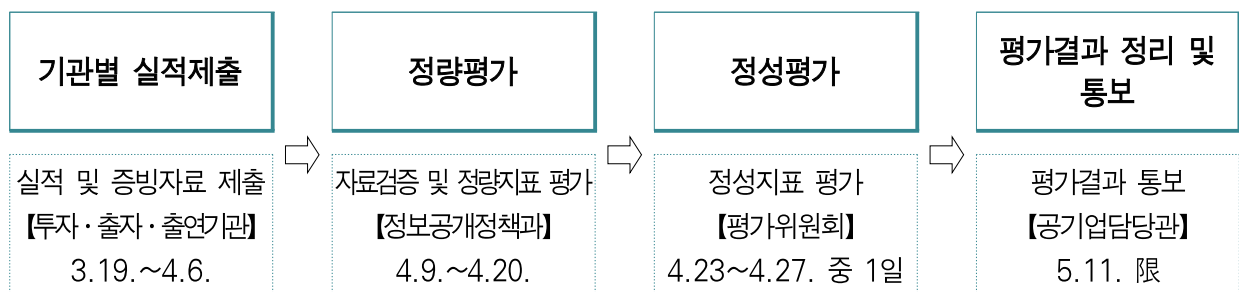 기관별 실적제출
정량평가
정성평가
평가결과 정리 및
통보
실적 및 증빙자료 제출
【투자·출자·출연기관】
3.19.~4.6.
자료검증 및 정량지표 평가
【정보공개정책과】
4.9.~4.20.
정성지표 평가
【평가위원회】
4.23~4.27. 중 1일
평가결과 통보
【공기업담당관】
5.11. 限